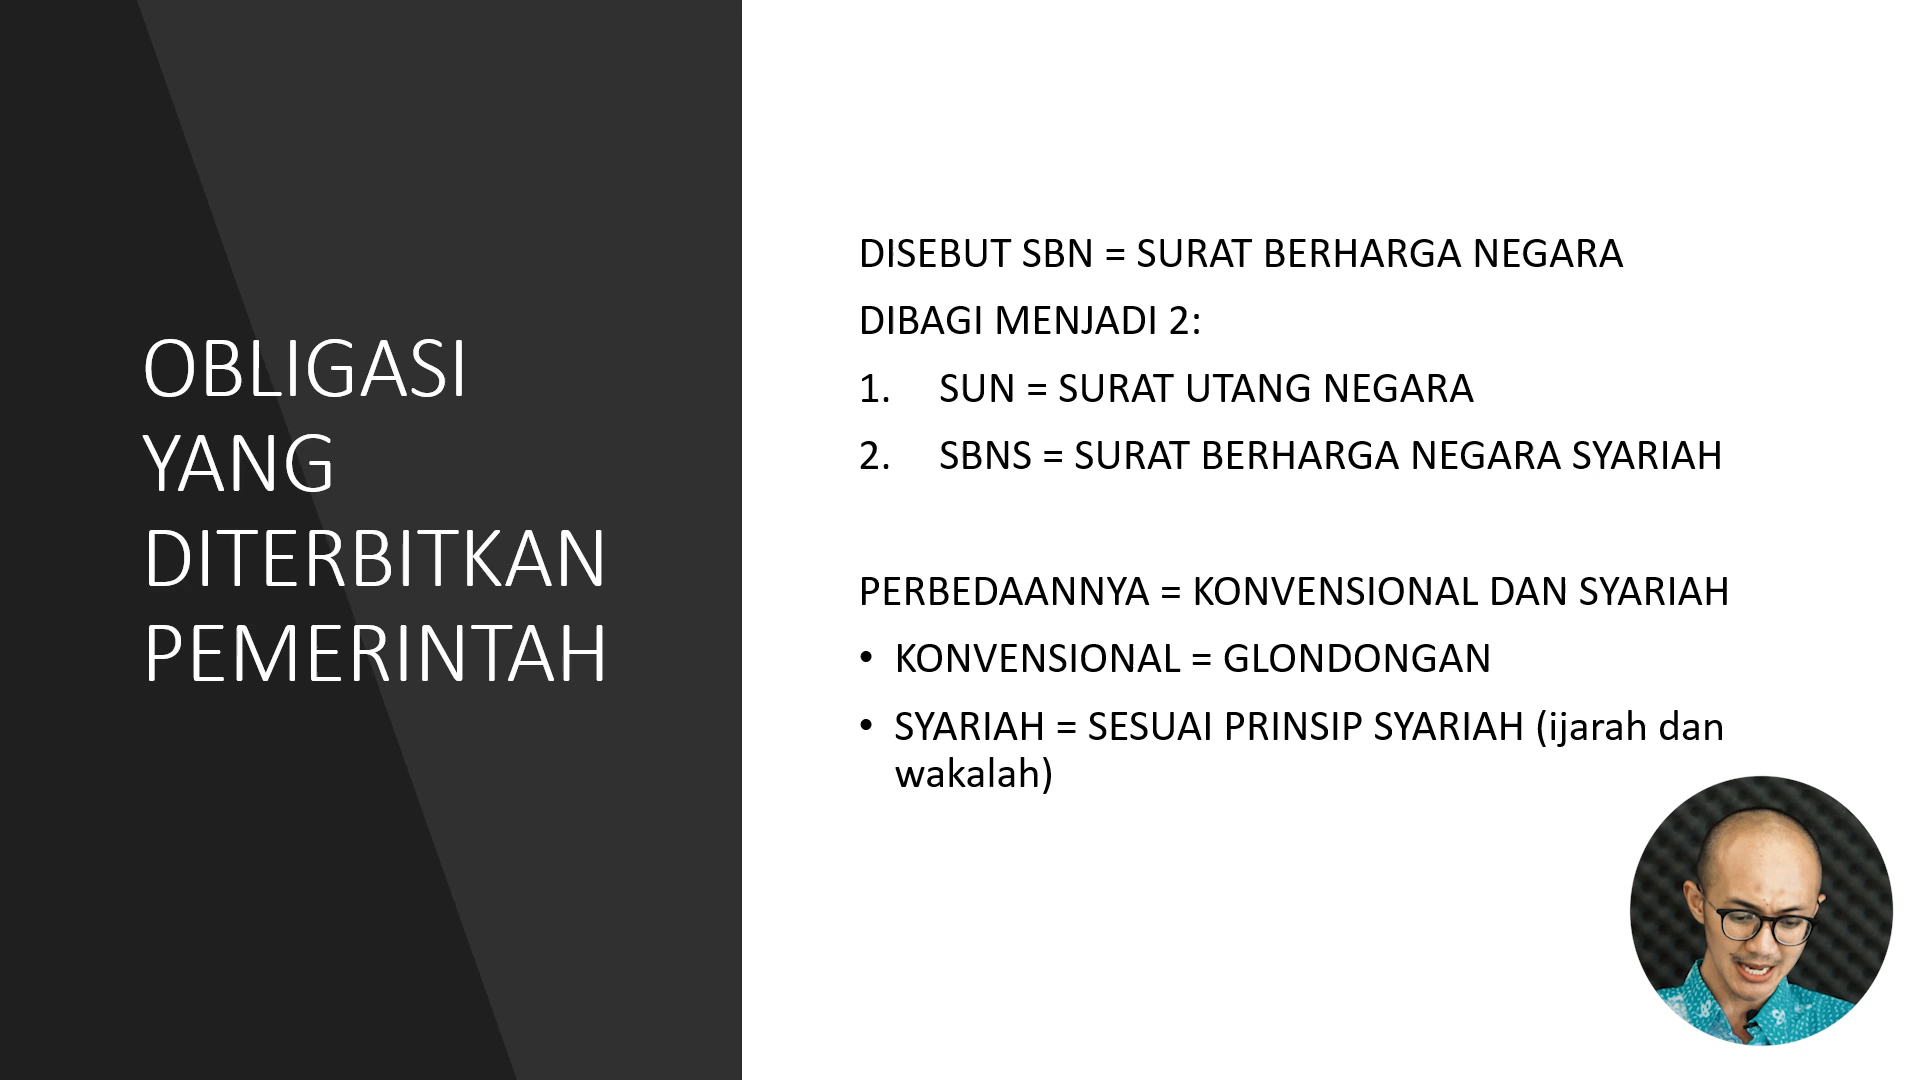 OBLIGASI
YANG
DITERBITKAN
PEMERINTAH
DISEBUT SBN = SURAT BERHARGA NEGARA
DIBAGI MENJADI 2:
1. SUN = SURAT UTANG NEGARA
2. SBNS = SURAT BERHARGA NEGARA SYARIAH
PERBEDAANNYA = KONVENSIONAL DAN SYARIAH
• KONVENSIONAL = GLONDONGAN
• SYARIAH = SESUAI PRINSIP SYARIAH (ijarah dan
wakalah)